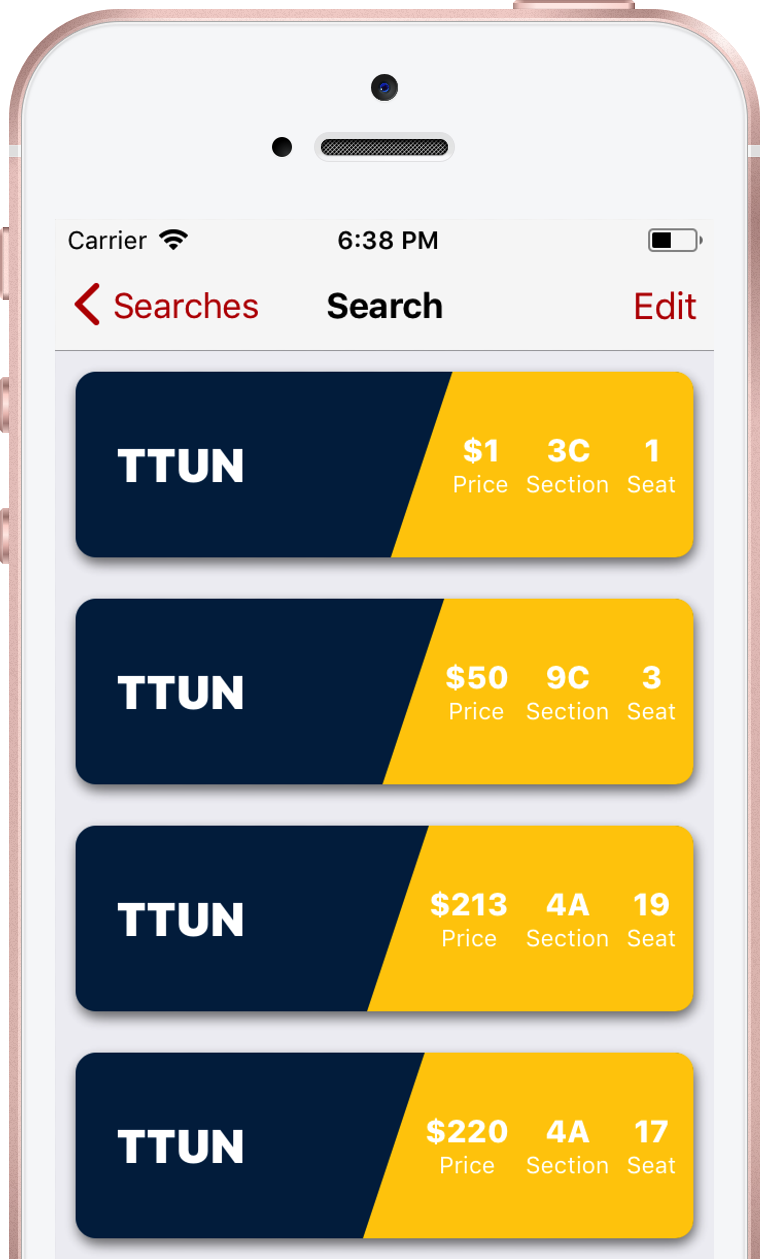 Carrier 6:38 PM
Searches Search Edit
TTUN $1 3C 1
Price Section Seat
TTUN $50 9C 3
Price Section Seat
TTUN $213 4A 19
Price Section Seat
TTUN $220 4A 17
Price Section Seat